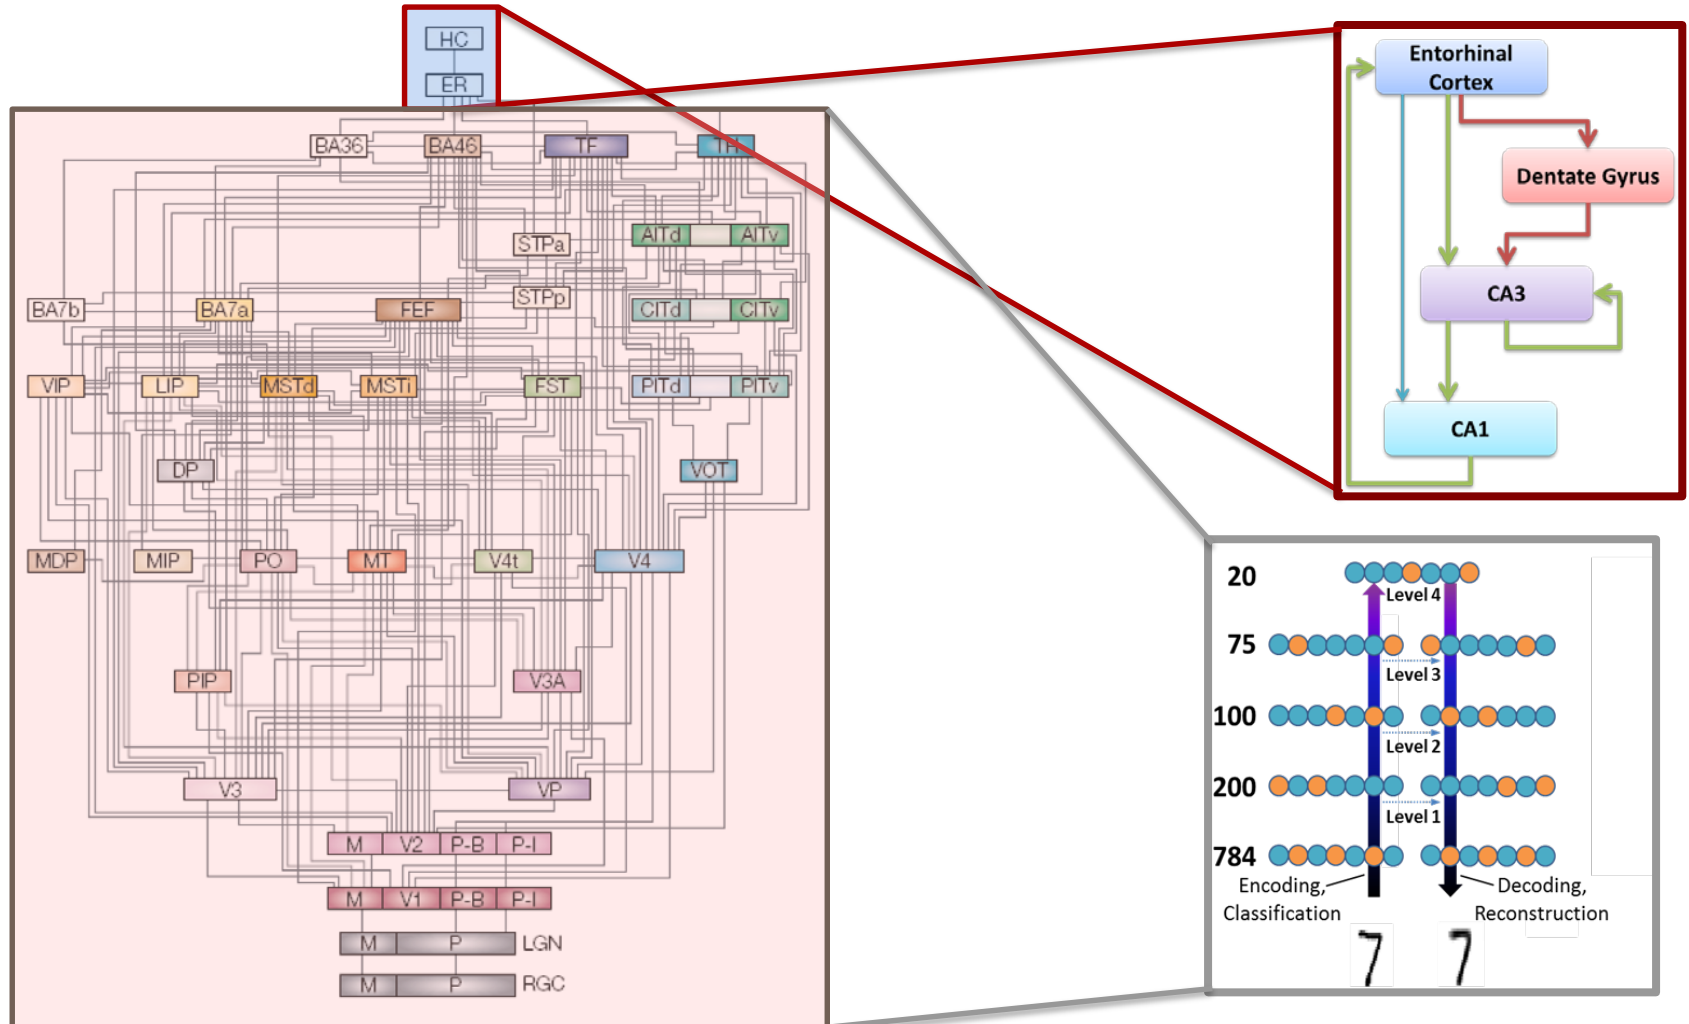 HC
ER
BA36
BA46
TF
TH
STPa
AITd
AITv
BA7b
BA7a
FEF
STPp
CITd
CITv
VIP
LIP
MSTd
MSTi
FST
PITd
PITv
DP
VOT
MDP
MIP
PO
MT
V4t
V4
PIP
V3A
V3
VP
M
V2
P-B
P-I
M
V1
P-B
P-I
M
P
LGN
M
P
RGC
Entorhinal
Cortex
Dentate Gyrus
CA3
CA1
20
Level 4
75
Level 3
100
Level 2
200
Level 1
784
Encoding,
Classification
Decoding,
Reconstruction
7
7